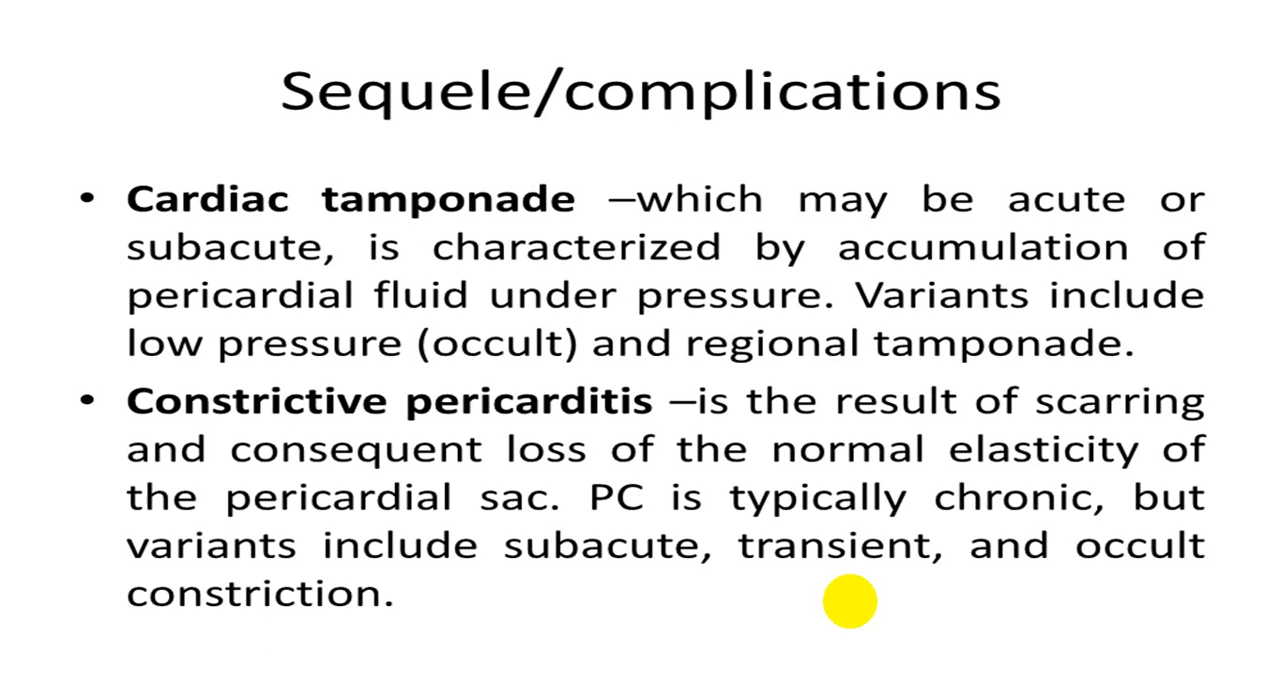 Sequele/complications
• Cardiac tamponade –which may be acute or
subacute, is characterized by accumulation of
pericardial fluid under pressure. Variants include
low pressure (occult) and regional tamponade.
• Constrictive pericarditis –is the result of scarring
and consequent loss of the normal elasticity of
the pericardial sac. PC is typically chronic, but
variants include subacute, transient, and occult
constriction.